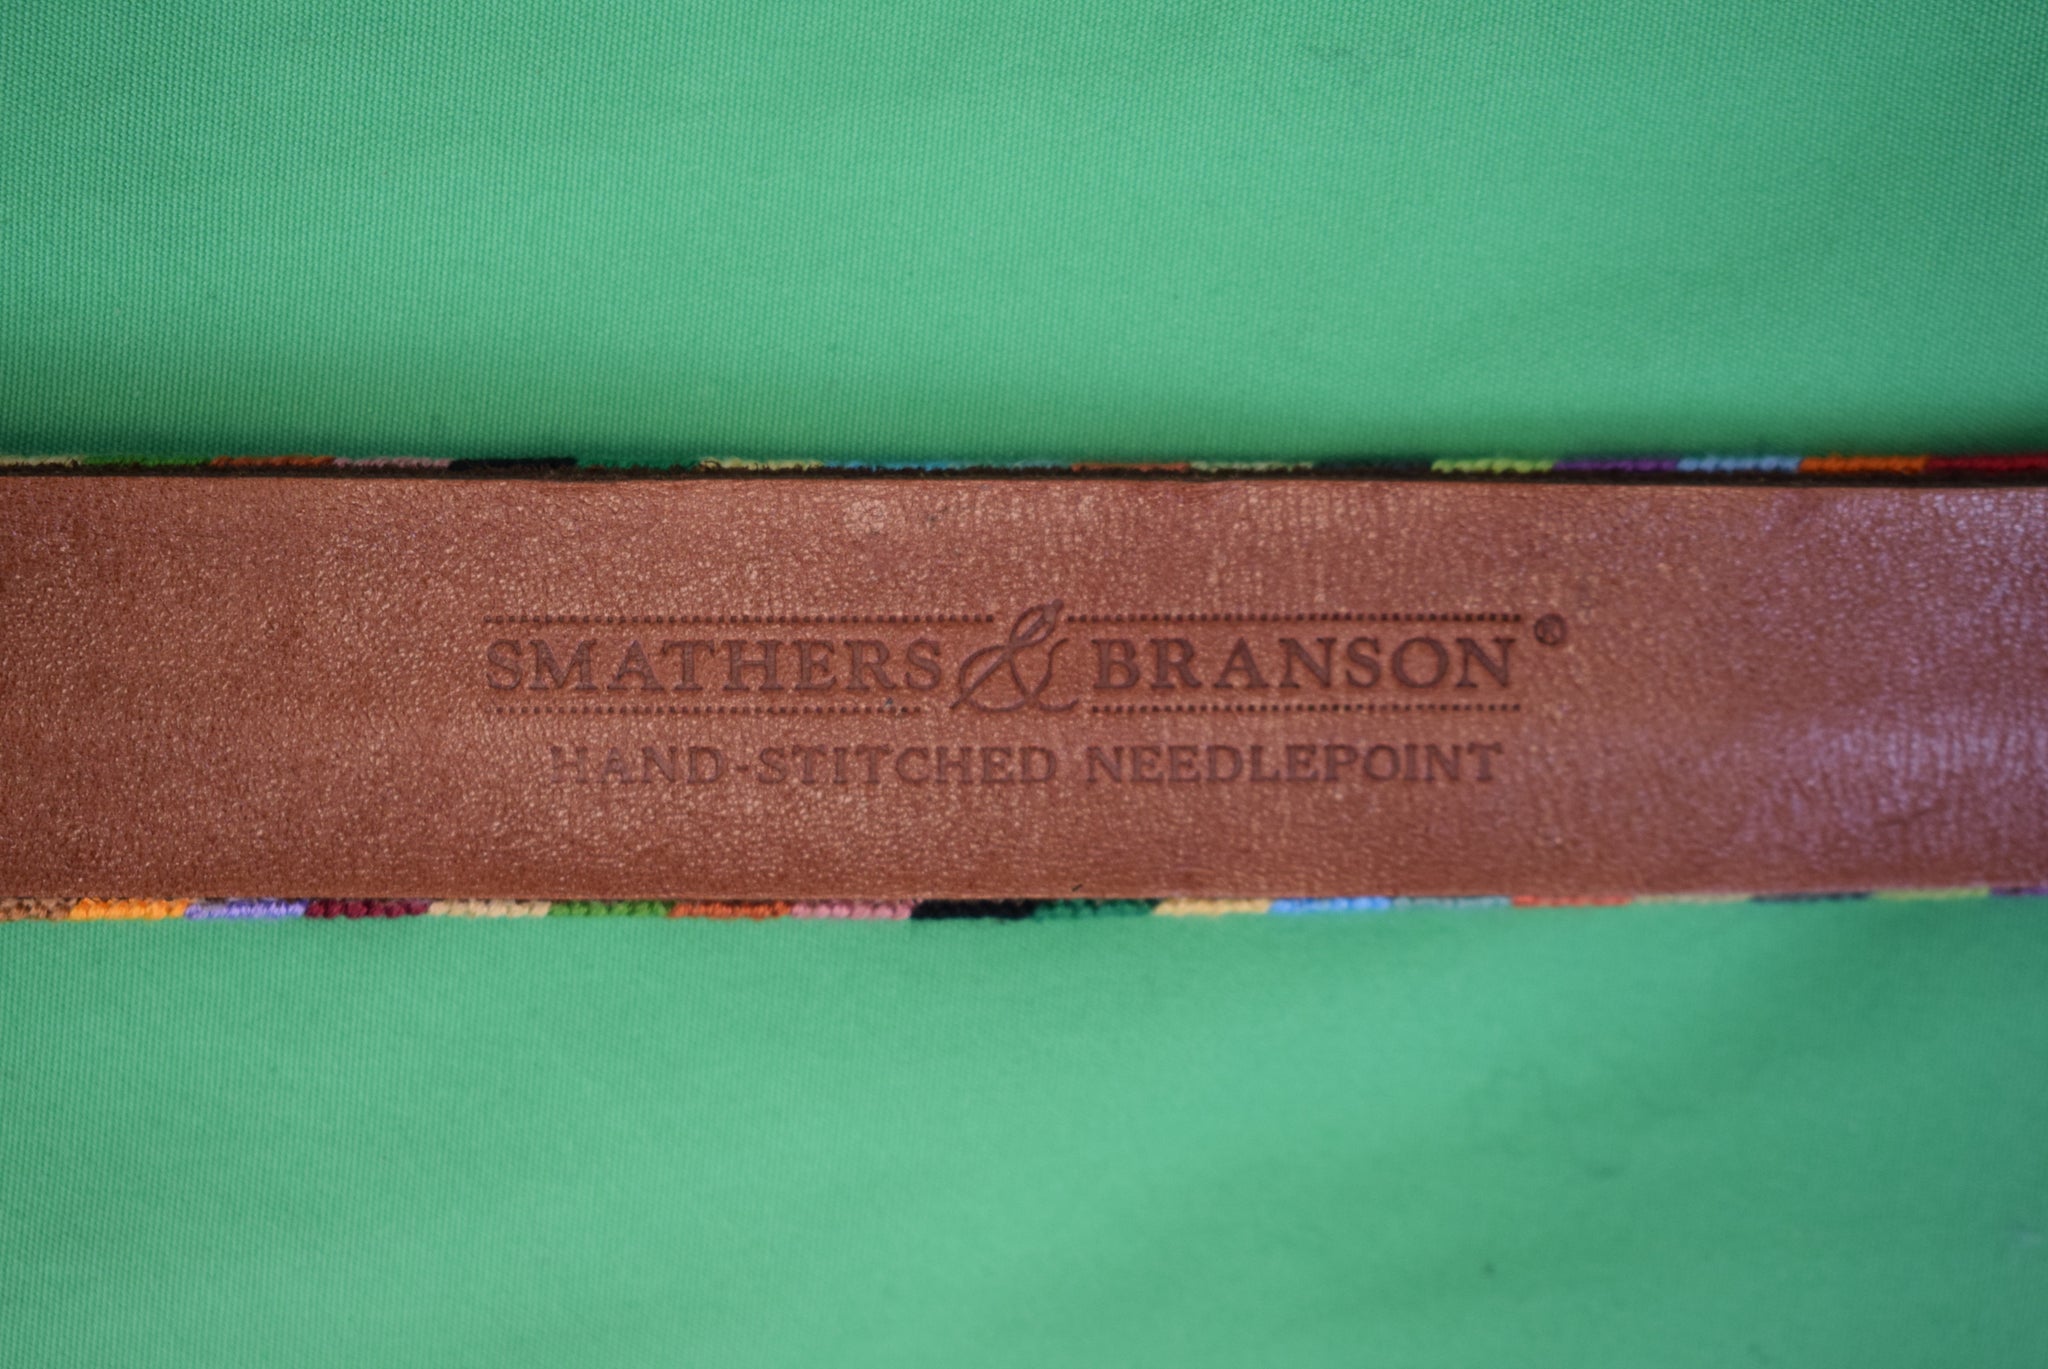 SMATHERS & BRANSON®
HAND-STITCHED NEEDLEPOINT